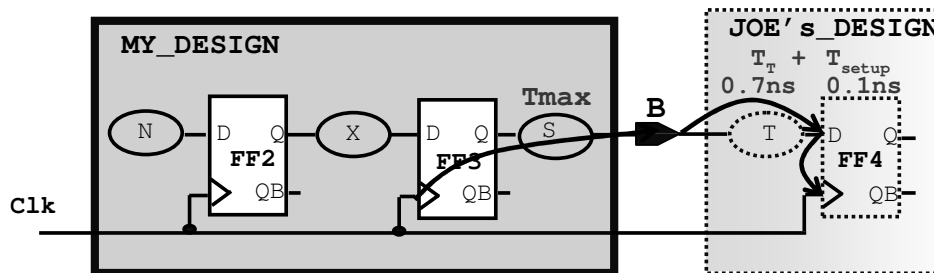 MY_DESIGN
JOE's_DESIGN
T_T + T_setup
0.7ns 0.1ns
Tmax
B
N
D Q
FF2
QB
X
D Q
FF3
QB
S
T
D Q
FF4
QB
Clk